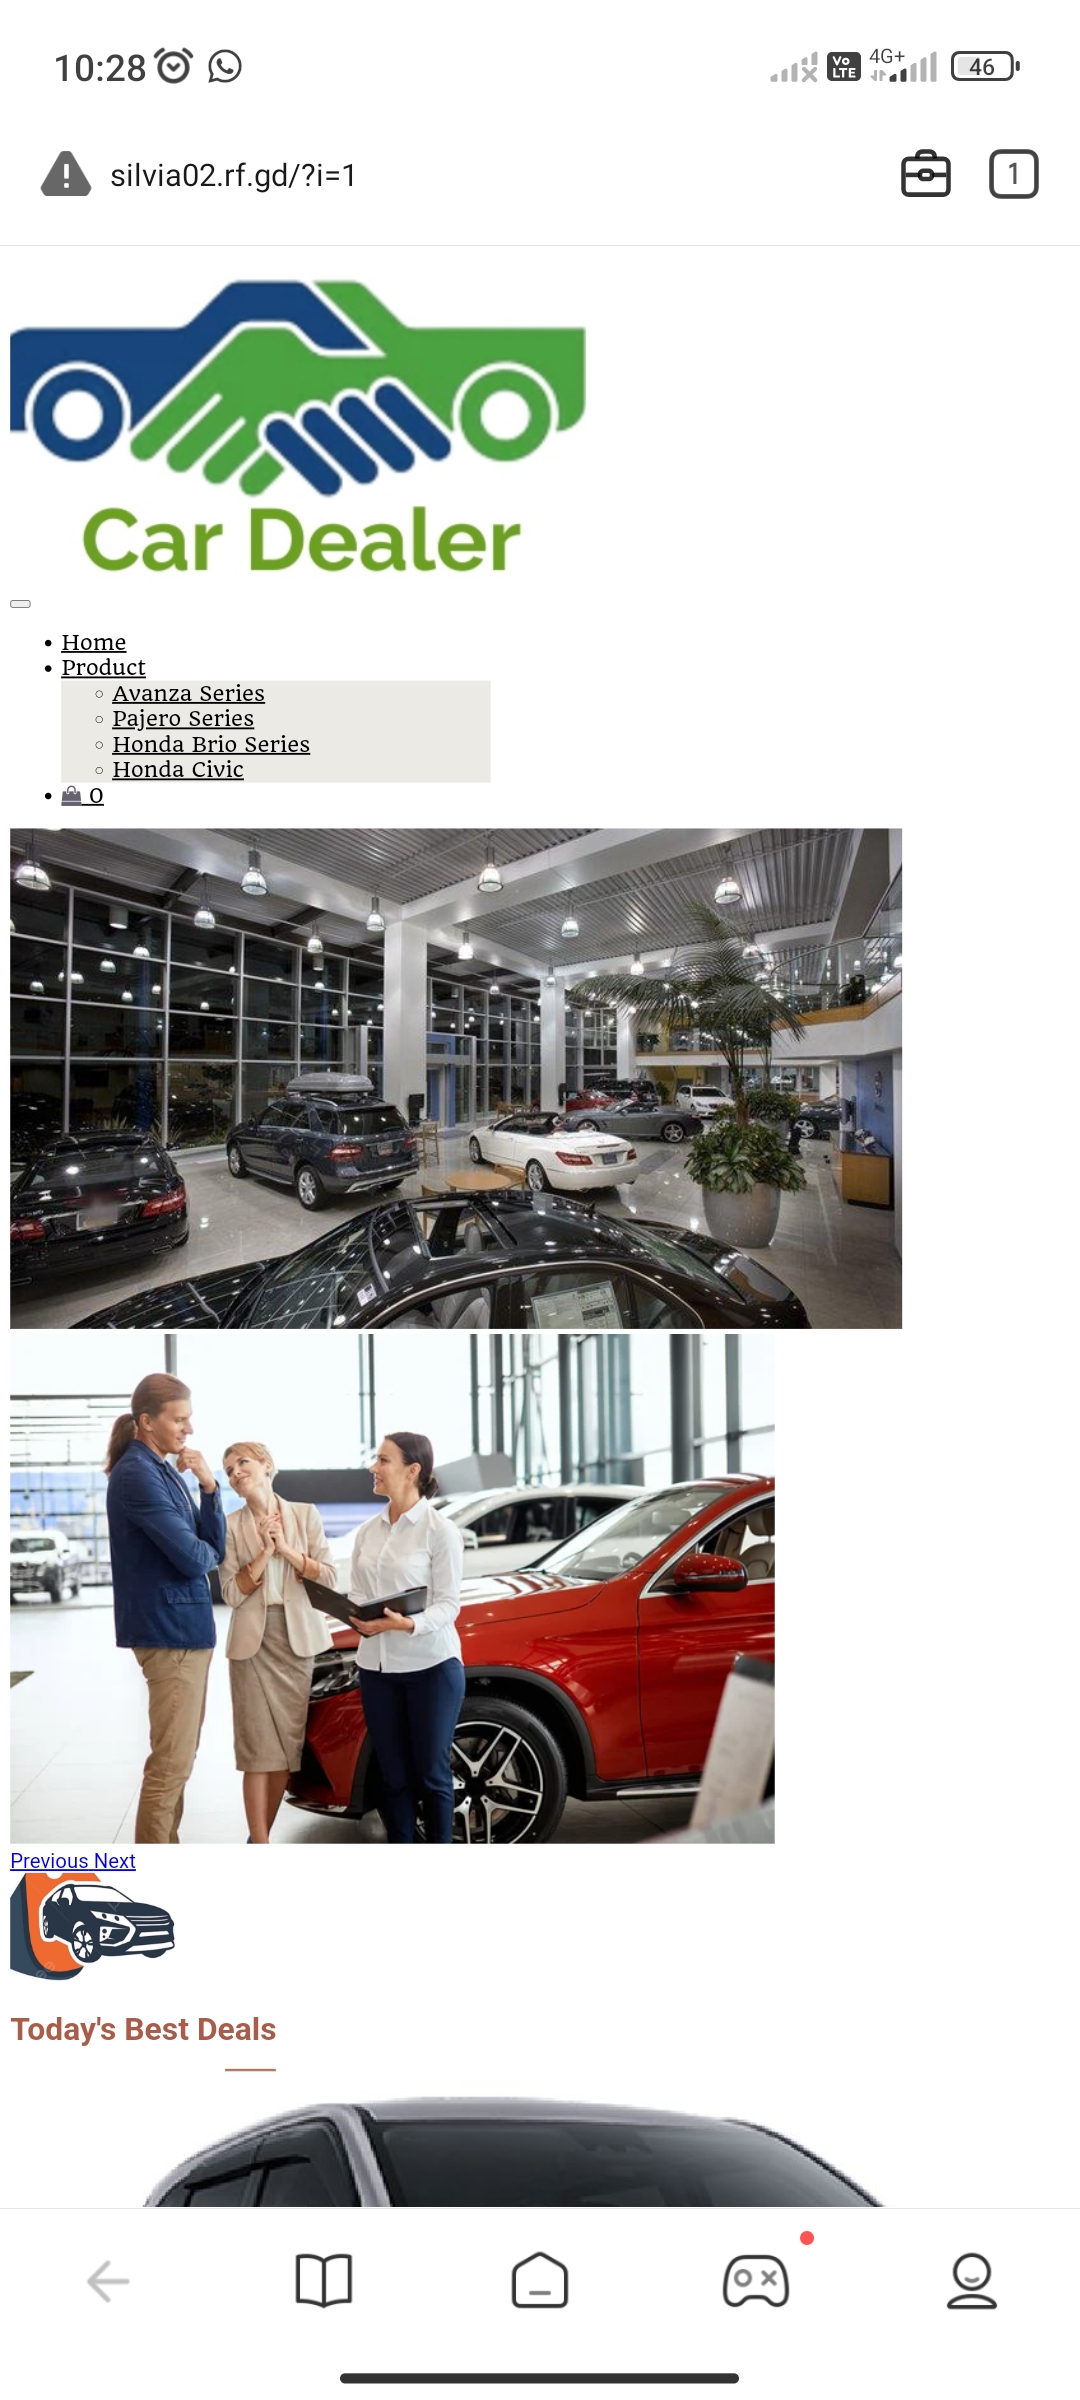 10:28
Vo LTE 4G+ 46
silvia02.rf.gd/?i=1
1
Car Dealer
Home
Product
Avanza Series
Pajero Series
Honda Brio Series
Honda Civic
0
Previous Next
Today's Best Deals